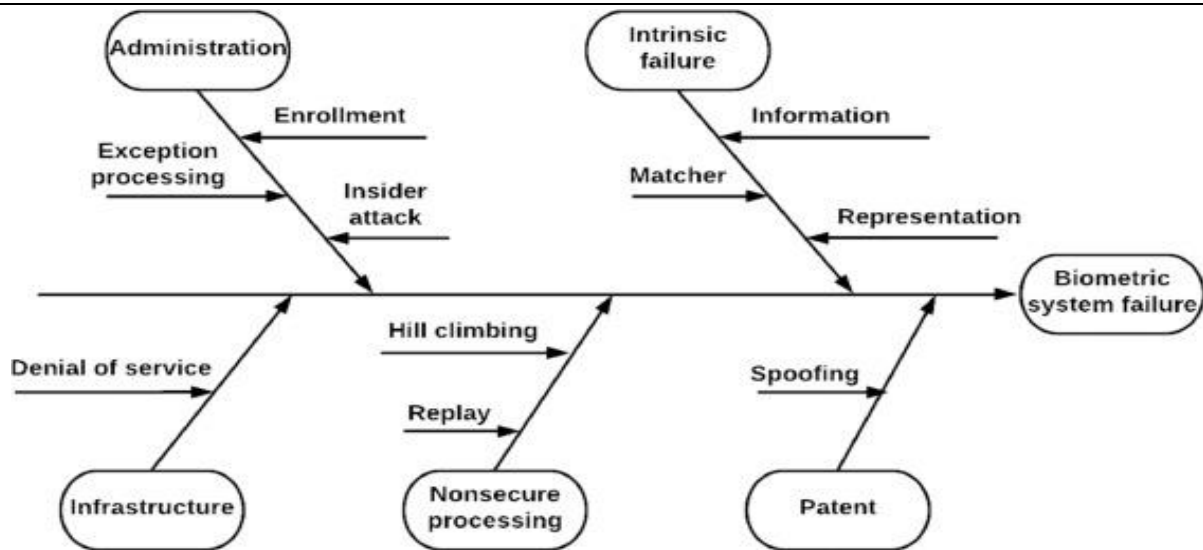 Administration
Intrinsic
failure
Enrollment
Information
Exception
processing
Matcher
Insider
attack
Representation
Biometric
system failure
Hill climbing
Denial of service
Spoofing
Replay
Infrastructure
Nonsecure
processing
Patent